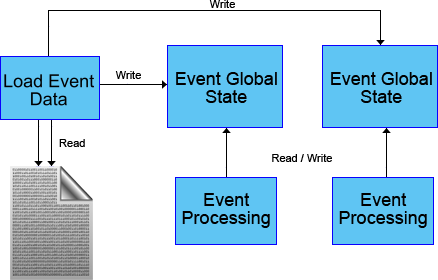 Write
Load Event
Data
Write
Event Global
State
Event Global
State
Read
Read / Write
Event
Processing
Event
Processing